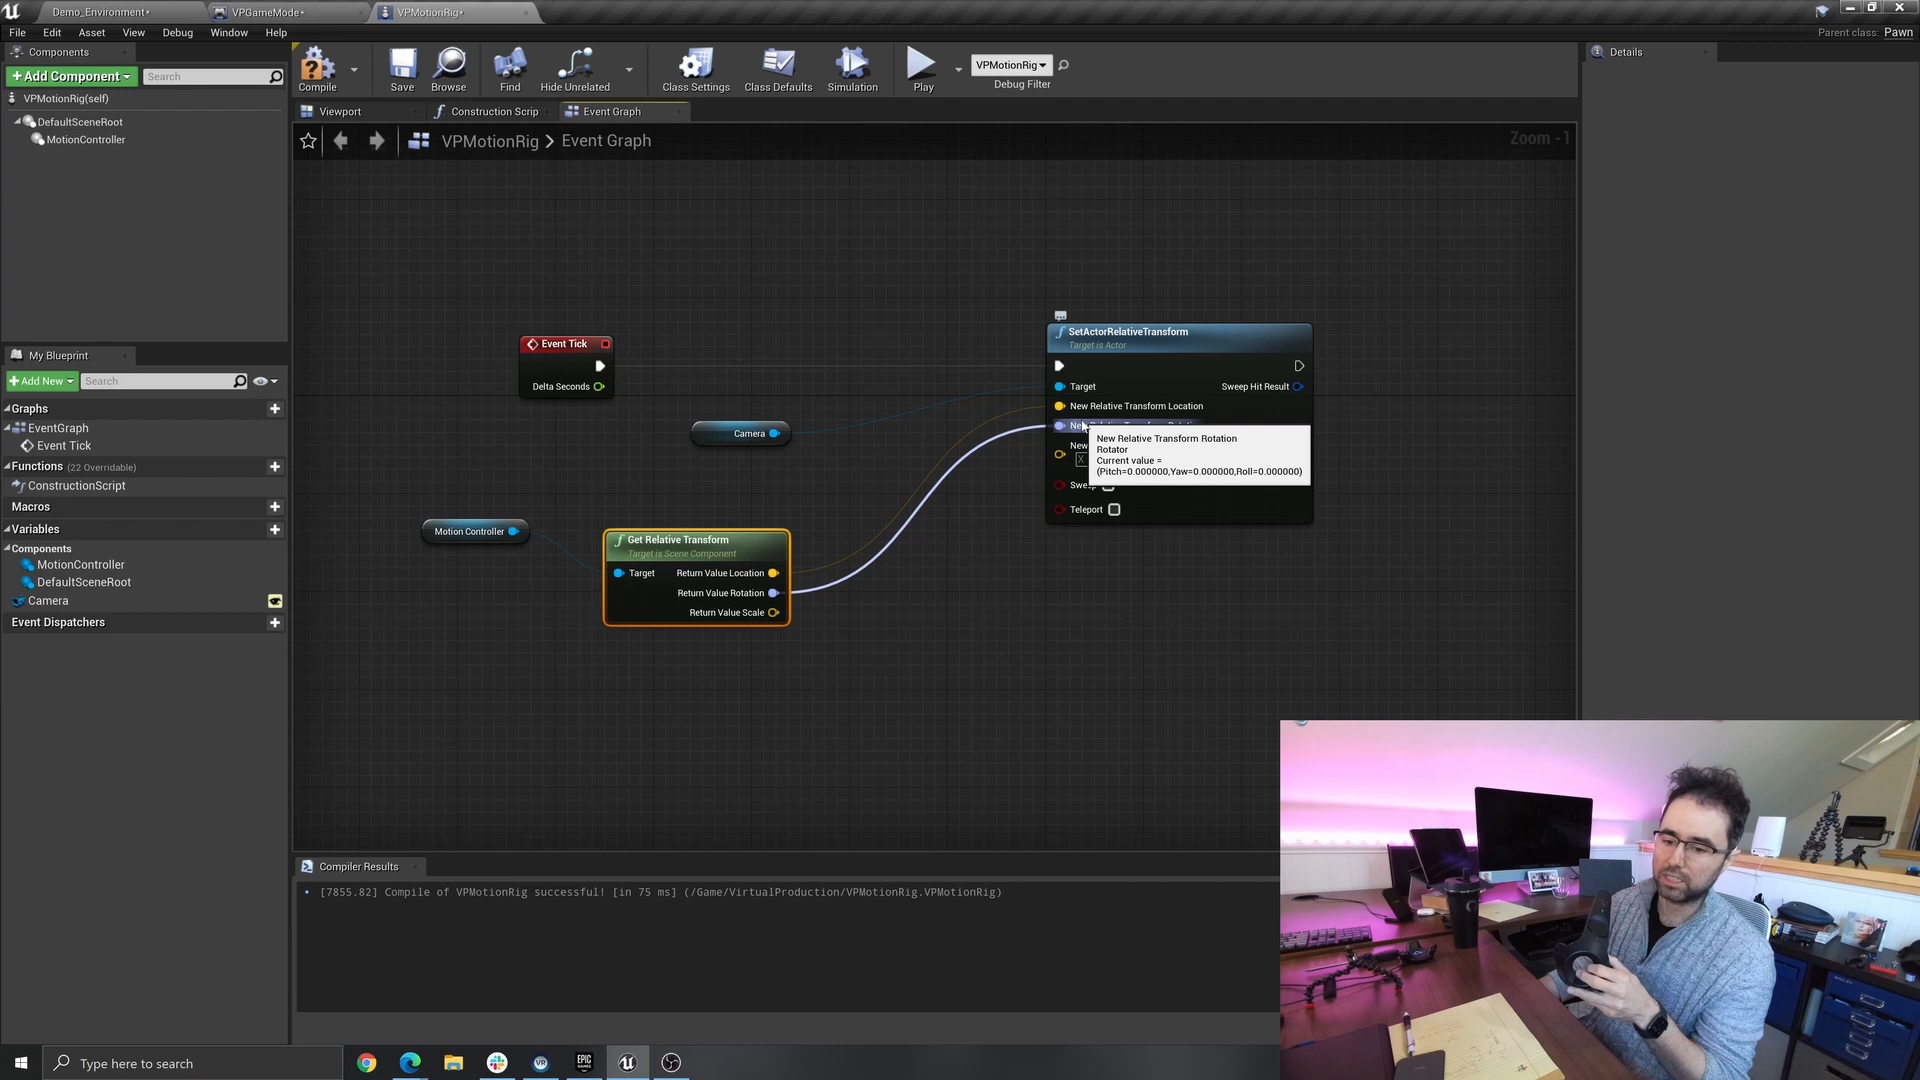 Demo_Environment•
VPGameMode•
VPMotionRig•
File
Edit
Asset
View
Debug
Window
Help
Parent class: Pawn
Components
+Add Component
Search
VPMotionRig(self)
DefaultSceneRoot
MotionController
Compile
Save
Browse
Find
Hide Unrelated
Class Settings
Class Defaults
Simulation
Play
VPMotionRig
Debug Filter
Details
Viewport
Construction Scrip
Event Graph
VPMotionRig > Event Graph
Zoom -1
Event Tick
Delta Seconds
Camera
Motion Controller
Get Relative Transform
Target is Scene Component
Target
Return Value Location
Return Value Rotation
Return Value Scale
SetActorRelativeTransform
Target is Actor
Target
Sweep Hit Result
New Relative Transform Location
New Relative Transform Rotation
Rotator
Current value =
(Pitch=0.000000,Yaw=0.000000,Roll=0.000000)
New
X
Teleport
My Blueprint
+Add New
Search
Graphs
EventGraph
Event Tick
Functions (22 Overridable)
ConstructionScript
Macros
Variables
Components
MotionController
DefaultSceneRoot
Camera
Event Dispatchers
Compiler Results
[7855.82] Compile of VPMotionRig successful! [in 75 ms] (/Game/VirtualProduction/VPMotionRig.VPMotionRig)
Type here to search
EPIC
GAMES